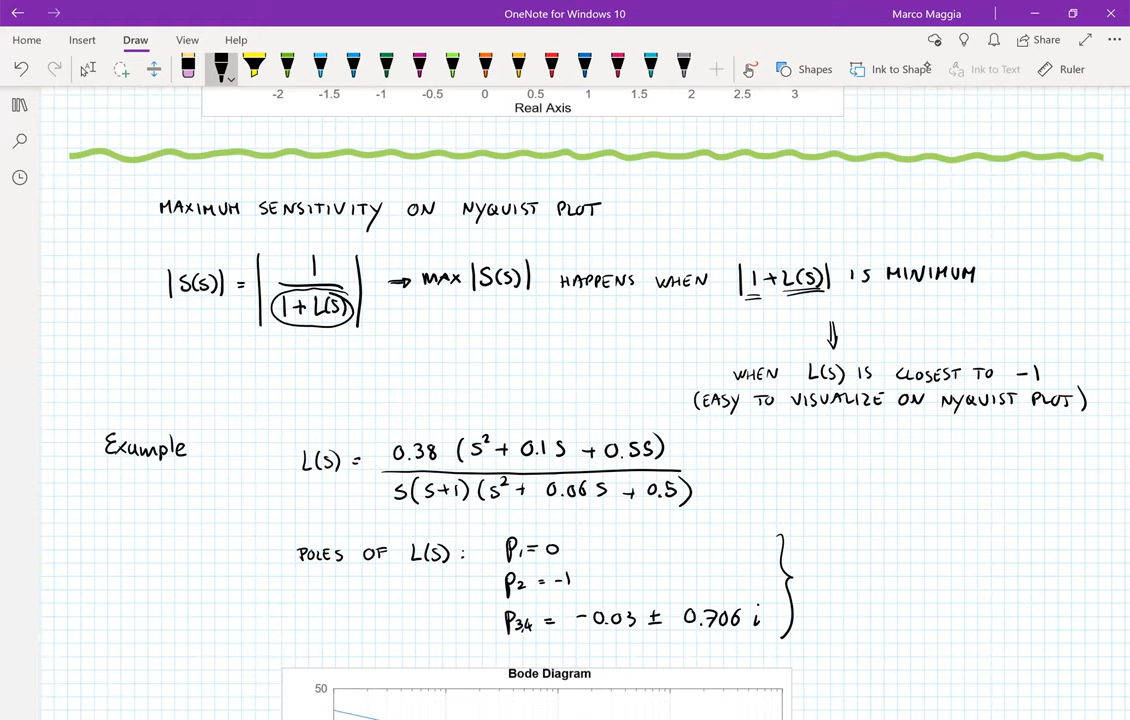 OneNote for Windows 10
Marco Maggia
Home Insert Draw View Help
Share
Shapes Ink to Shape Ink to Text Ruler
-2 -1.5 -1 -0.5 0 0.5 1 1.5 2 2.5 3
Real Axis
MAXIMUM SENSITIVITY ON NYQUIST PLOT
|S(s)| = | 1 / (1 + L(s)) | → MAX |S(s)| HAPPENS WHEN |1 + L(s)| IS MINIMUM
⇓
WHEN L(s) IS CLOSEST TO -1
(EASY TO VISUALIZE ON NYQUIST PLOT)
Example
L(s) = 0.38 (s² + 0.1 s + 0.55) / s(s+1)(s² + 0.06 s + 0.5)
POLES OF L(s) : P₁ = 0
P₂ = -1
P₃,₄ = -0.03 ± 0.706 i
Bode Diagram
50